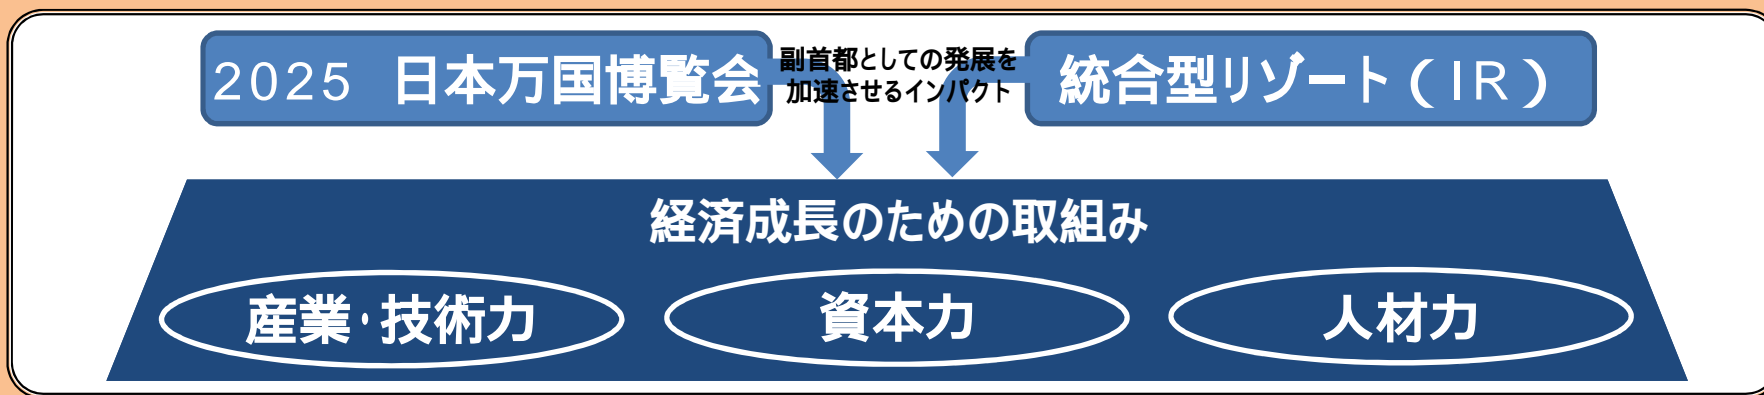 2025 日本万国博覧会
副首都としての発展を
加速させるインパクト
統合型リゾート（IR）
経済成長のための取組み
産業・技術力
資本力
人材力